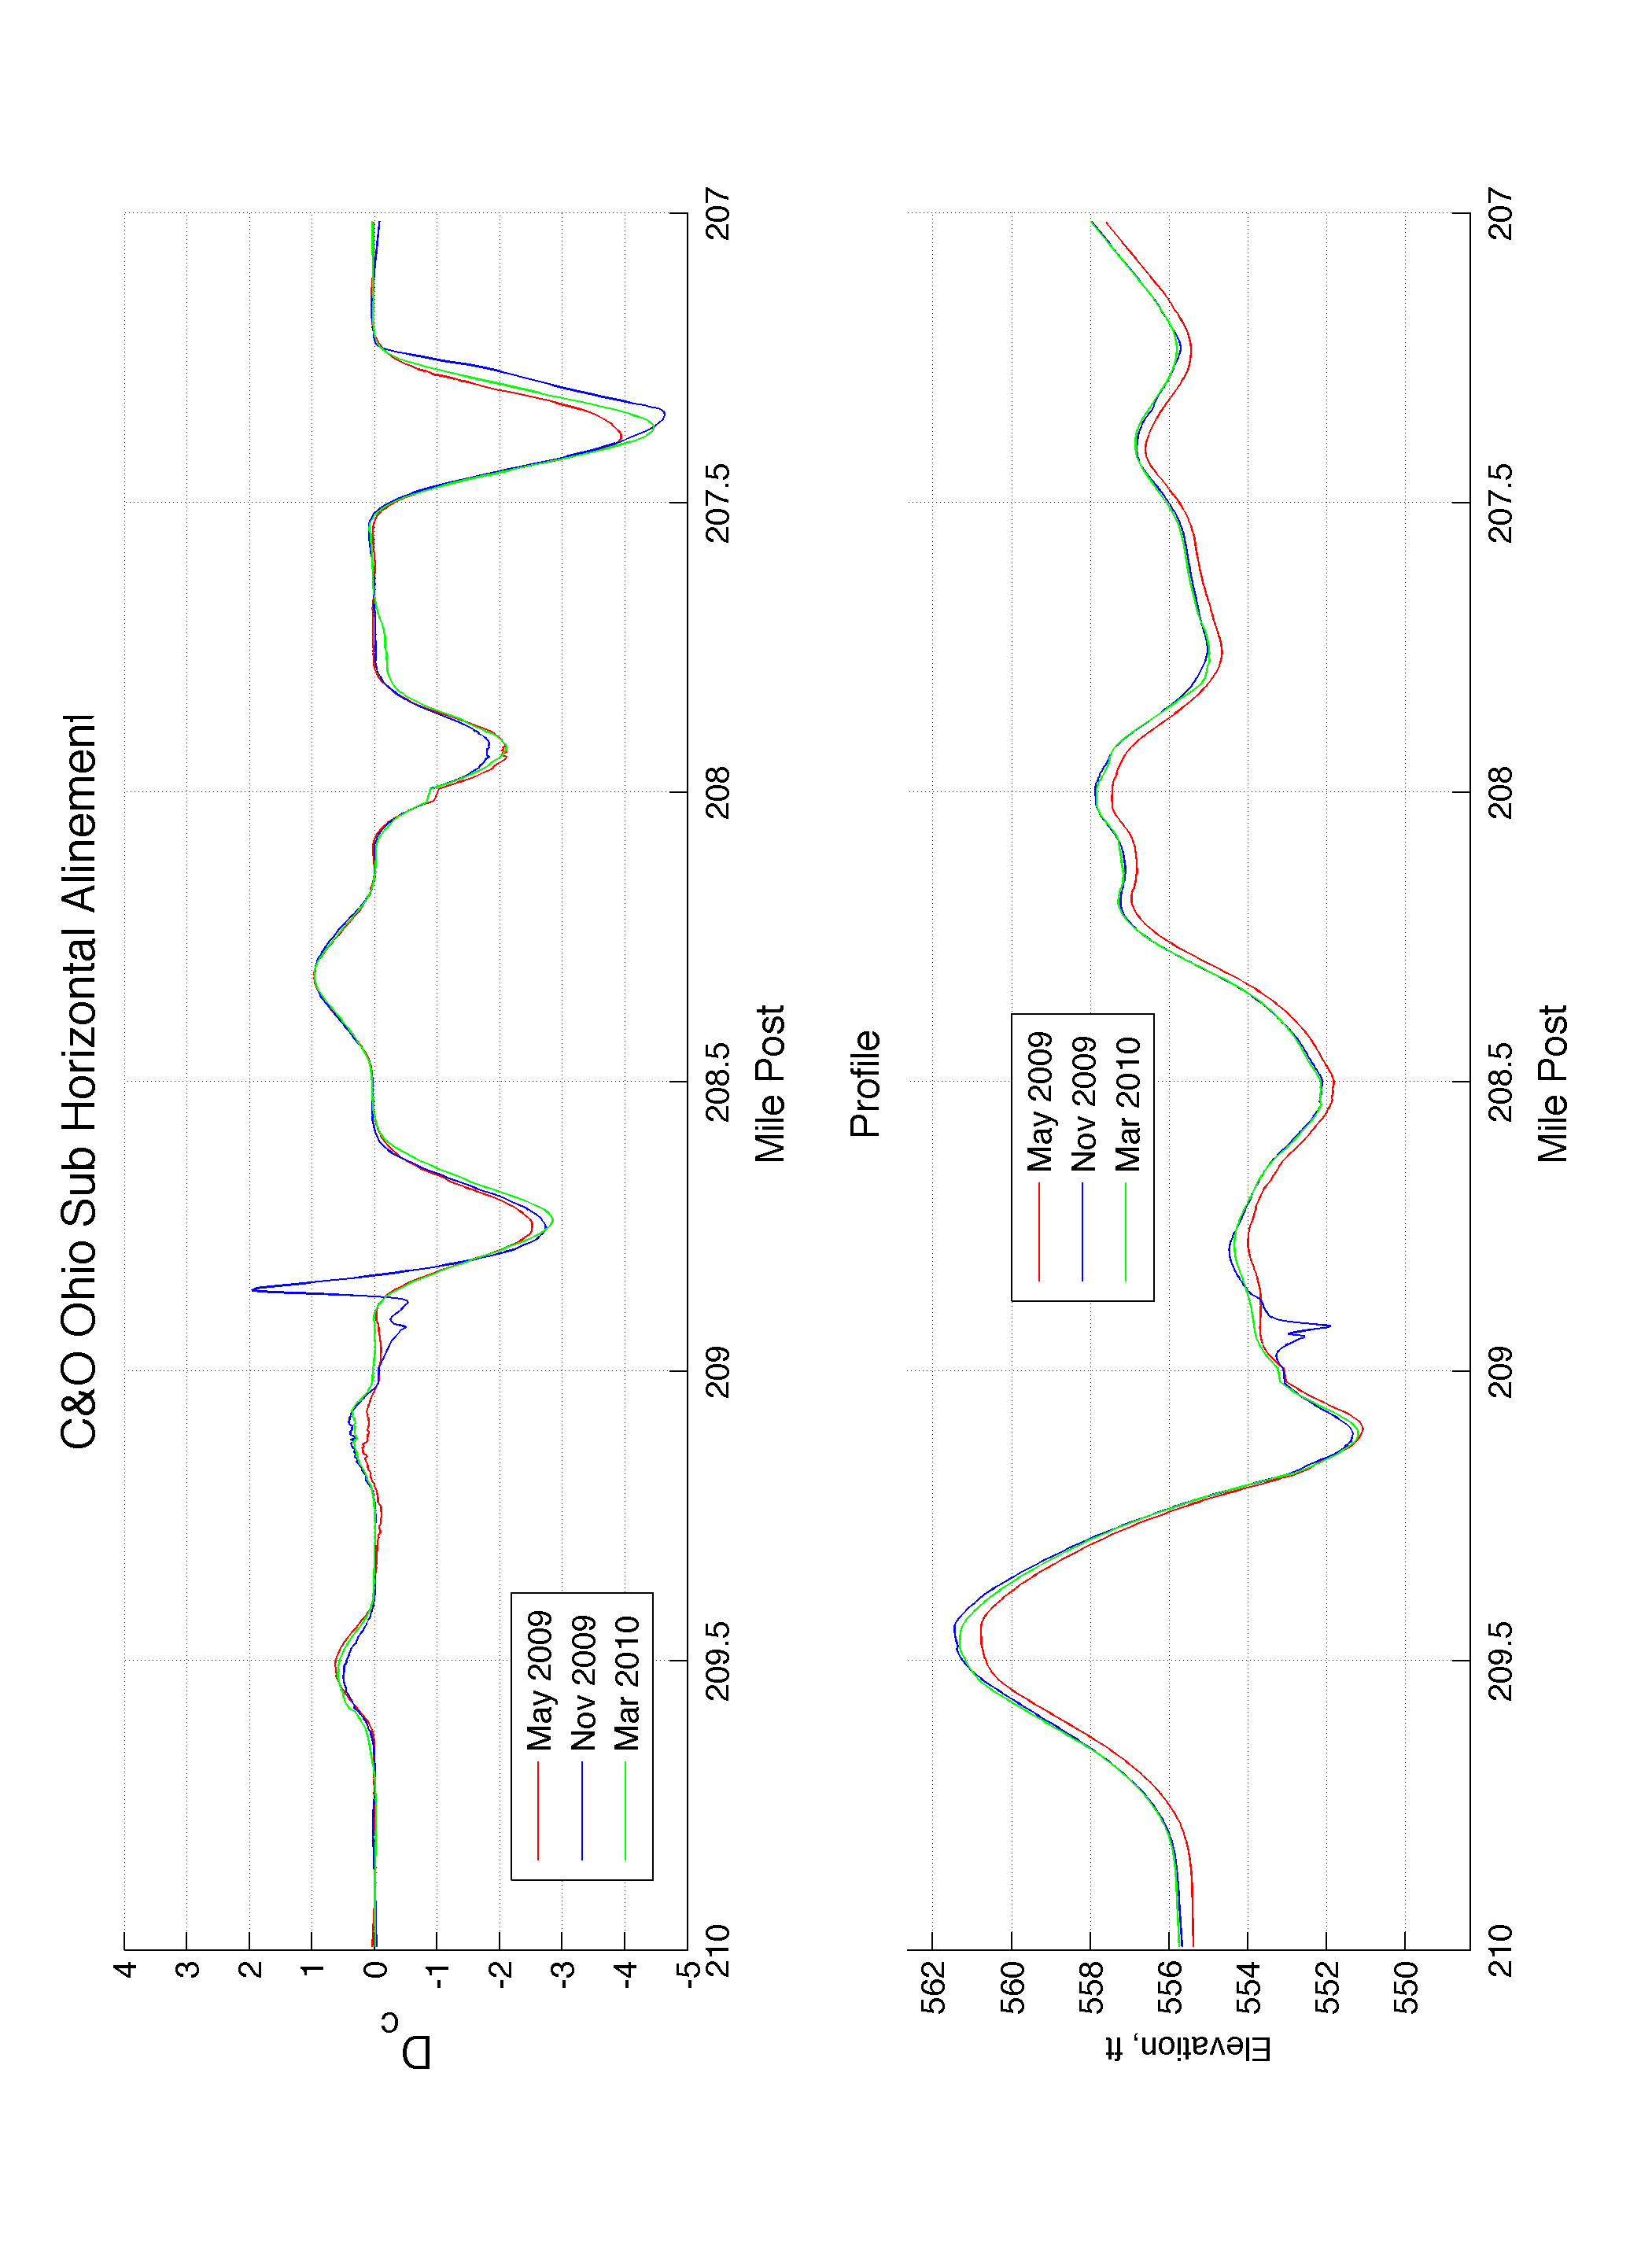 C&O Ohio Sub Horizontal Alinement
4
3
2
1
0
-1
-2
-3
-4
-5
Dc
210
209.5
209
208.5
208
207.5
207
Mile Post
May 2009
Nov 2009
Mar 2010
Profile
562
560
558
556
554
552
550
Elevation, ft
210
209.5
209
208.5
208
207.5
207
Mile Post
May 2009
Nov 2009
Mar 2010